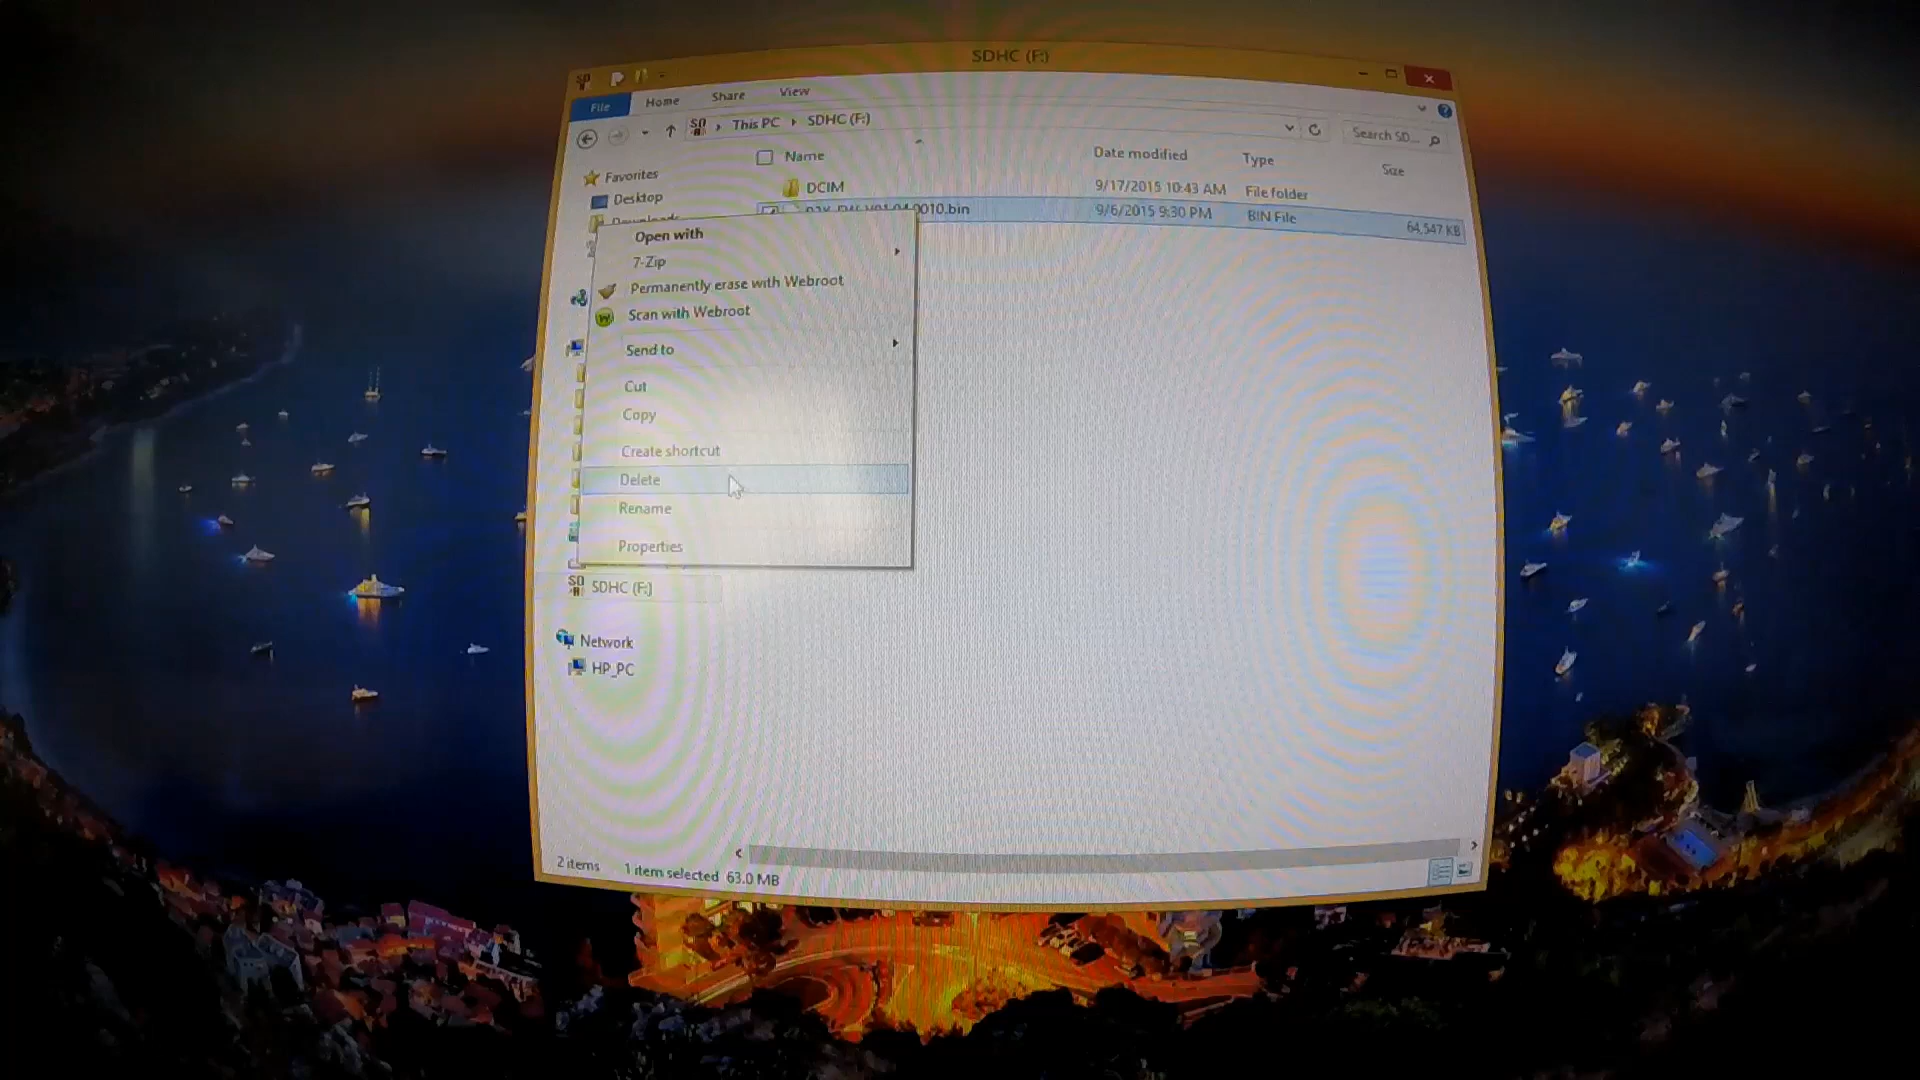 SDHC (F:)
File Home Share View
This PC SDHC (F:)
Search SD...
Name Date modified Type Size
Favorites
Desktop
DCIM 9/17/2015 10:43 AM File folder
0010.bin 9/6/2015 9:30 PM BIN File 64,547 KB
Open with
7-Zip
Permanently erase with Webroot
Scan with Webroot
Send to
Cut
Copy
Create shortcut
Delete
Rename
Properties
SDHC (F:)
Network
HP_PC
2 items 1 item selected 63.0 MB